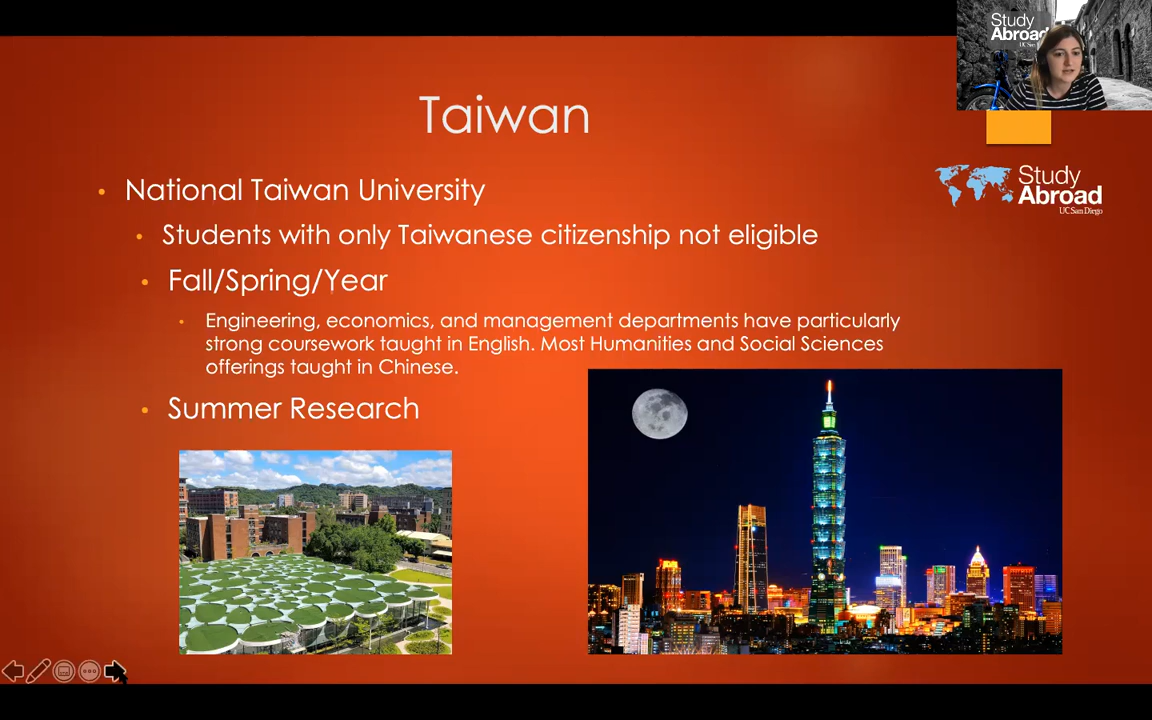 Study
Abroad
Taiwan
Study
Abroad
UC San Diego
• National Taiwan University
• Students with only Taiwanese citizenship not eligible
• Fall/Spring/Year
• Engineering, economics, and management departments have particularly
strong coursework taught in English. Most Humanities and Social Sciences
offerings taught in Chinese.
• Summer Research